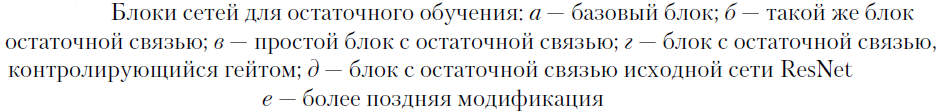 Блоки сетей для остаточного обучения: а — базовый блок; б — такой же блок
остаточной связью; в — простой блок с остаточной связью; г — блок с остаточной связью,
контролирующийся гейтом; д — блок с остаточной связью исходной сети ResNet
е — более поздняя модификация